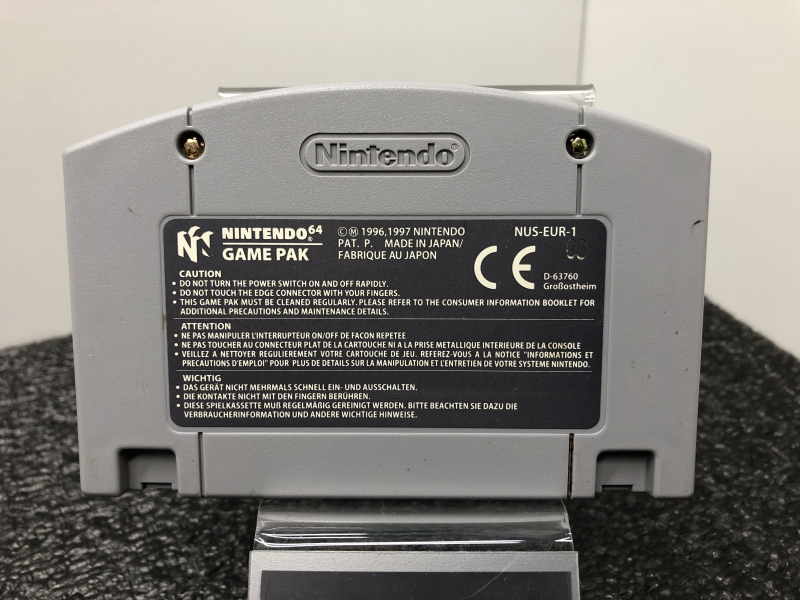 Nintendo®
NINTENDO64®
GAME PAK
©Ⓜ 1996,1997 NINTENDO
PAT. P. MADE IN JAPAN/
FABRIQUE AU JAPON
NUS-EUR-1
CE
D-63760
Großostheim
CAUTION
• DO NOT TURN THE POWER SWITCH ON AND OFF RAPIDLY.
• DO NOT TOUCH THE EDGE CONNECTOR WITH YOUR FINGERS.
• THIS GAME PAK MUST BE CLEANED REGULARLY. PLEASE REFER TO THE CONSUMER INFORMATION BOOKLET FOR
ADDITIONAL PRECAUTIONS AND MAINTENANCE DETAILS.
ATTENTION
• NE PAS MANIPULER L'INTERRUPTEUR ON/OFF DE FACON REPETEE
• NE PAS TOUCHER AU CONNECTEUR PLAT DE LA CARTOUCHE NI A LA PRISE METALLIQUE INTERIEURE DE LA CONSOLE
• VEILLEZ A NETTOYER REGULIEREMENT VOTRE CARTOUCHE DE JEU. REFEREZ-VOUS A LA NOTICE "INFORMATIONS ET
PRECAUTIONS D'EMPLOI" POUR PLUS DE DETAILS SUR LA MANIPULATION ET L'ENTRETIEN DE VOTRE SYSTEME NINTENDO.
WICHTIG
• DAS GERÄT NICHT MEHRMALS SCHNELL EIN- UND AUSSCHALTEN.
• DIE KONTAKTE NICHT MIT DEN FINGERN BERÜHREN.
• DIESE SPIELKASSETTE MUß REGELMÄßIG GEREINIGT WERDEN. BITTE BEACHTEN SIE DAZU DIE
VERBRAUCHERINFORMATION UND ANDERE WICHTIGE HINWEISE.